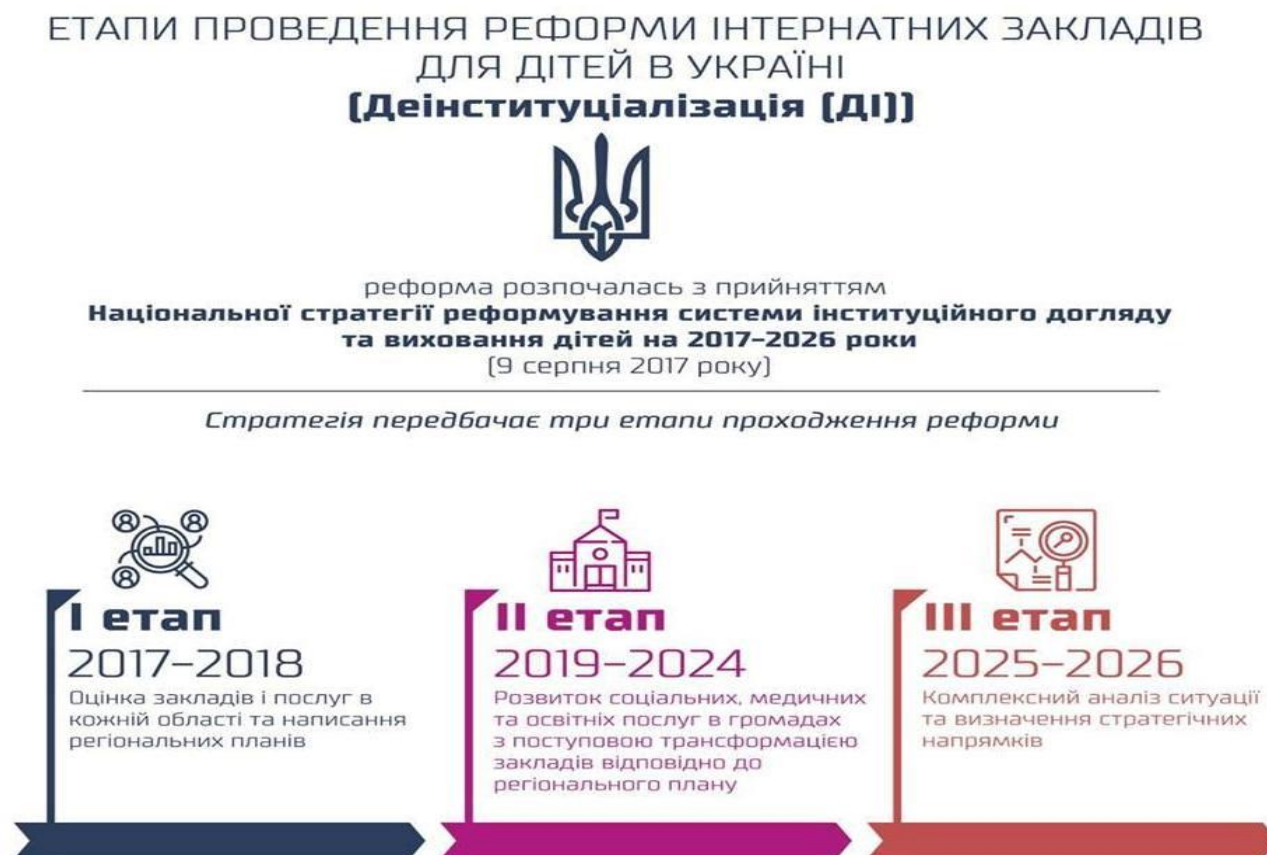 ЕТАПИ ПРОВЕДЕННЯ РЕФОРМИ ІНТЕРНАТНИХ ЗАКЛАДІВ
ДЛЯ ДІТЕЙ В УКРАЇНІ
(Деінституціалізація (ДІ))
реформа розпочалась з прийняттям
Національної стратегії реформування системи інституційного догляду
та виховання дітей на 2017–2026 роки
(9 серпня 2017 року)
Стратегія передбачає три етапи проходження реформи
І етап
2017–2018
Оцінка закладів і послуг в
кожній області та написання
регіональних планів
ІІ етап
2019–2024
Розвиток соціальних, медичних
та освітніх послуг в громадах
з поступовою трансформацією
закладів відповідно до
регіонального плану
ІІІ етап
2025–2026
Комплексний аналіз ситуації
та визначення стратегічних
напрямків